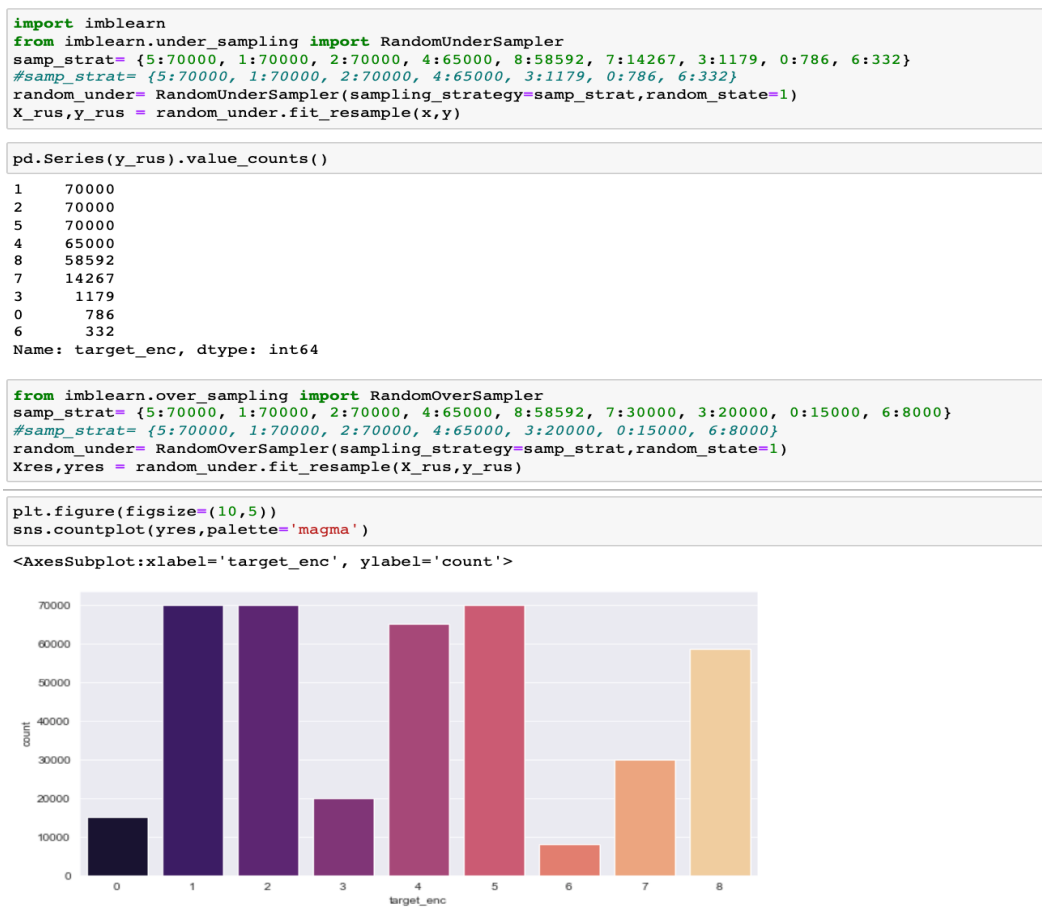 import imblearn
from imblearn.under_sampling import RandomUnderSampler
samp_strat= {5:70000, 1:70000, 2:70000, 4:65000, 8:58592, 7:14267, 3:1179, 0:786, 6:332}
#samp_strat= {5:70000, 1:70000, 2:70000, 4:65000, 3:1179, 0:786, 6:332}
random_under= RandomUnderSampler(sampling_strategy=samp_strat,random_state=1)
X_rus,y_rus = random_under.fit_resample(x,y)
pd.Series(y_rus).value_counts()
1 70000
2 70000
5 70000
4 65000
8 58592
7 14267
3 1179
0 786
6 332
Name: target_enc, dtype: int64
from imblearn.over_sampling import RandomOverSampler
samp_strat= {5:70000, 1:70000, 2:70000, 4:65000, 8:58592, 7:30000, 3:20000, 0:15000, 6:8000}
#samp_strat= {5:70000, 1:70000, 2:70000, 4:65000, 3:20000, 0:15000, 6:8000}
random_under= RandomOverSampler(sampling_strategy=samp_strat,random_state=1)
Xres,yres = random_under.fit_resample(X_rus,y_rus)
plt.figure(figsize=(10,5))
sns.countplot(yres,palette='magma')
<AxesSubplot:xlabel='target_enc', ylabel='count'>
70000
60000
50000
40000
30000
20000
10000
0
count
0 1 2 3 4 5 6 7 8
target_enc